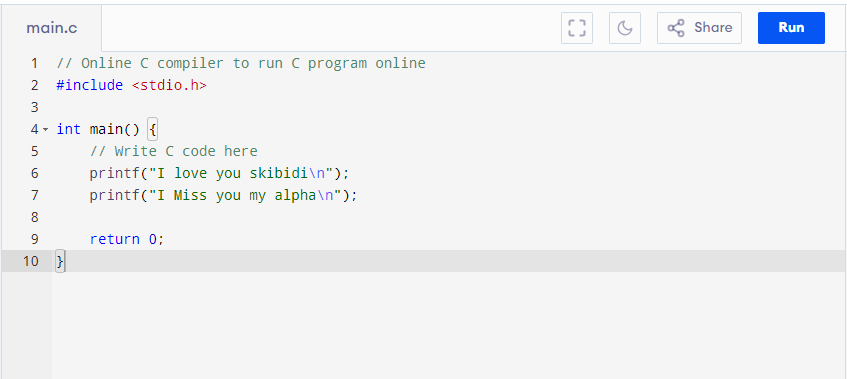 main.c
Share
Run
1 // Online C compiler to run C program online
2 #include <stdio.h>
3
4 int main() {
5     // Write C code here
6     printf("I love you skibidi\n");
7     printf("I Miss you my alpha\n");
8
9     return 0;
10 }